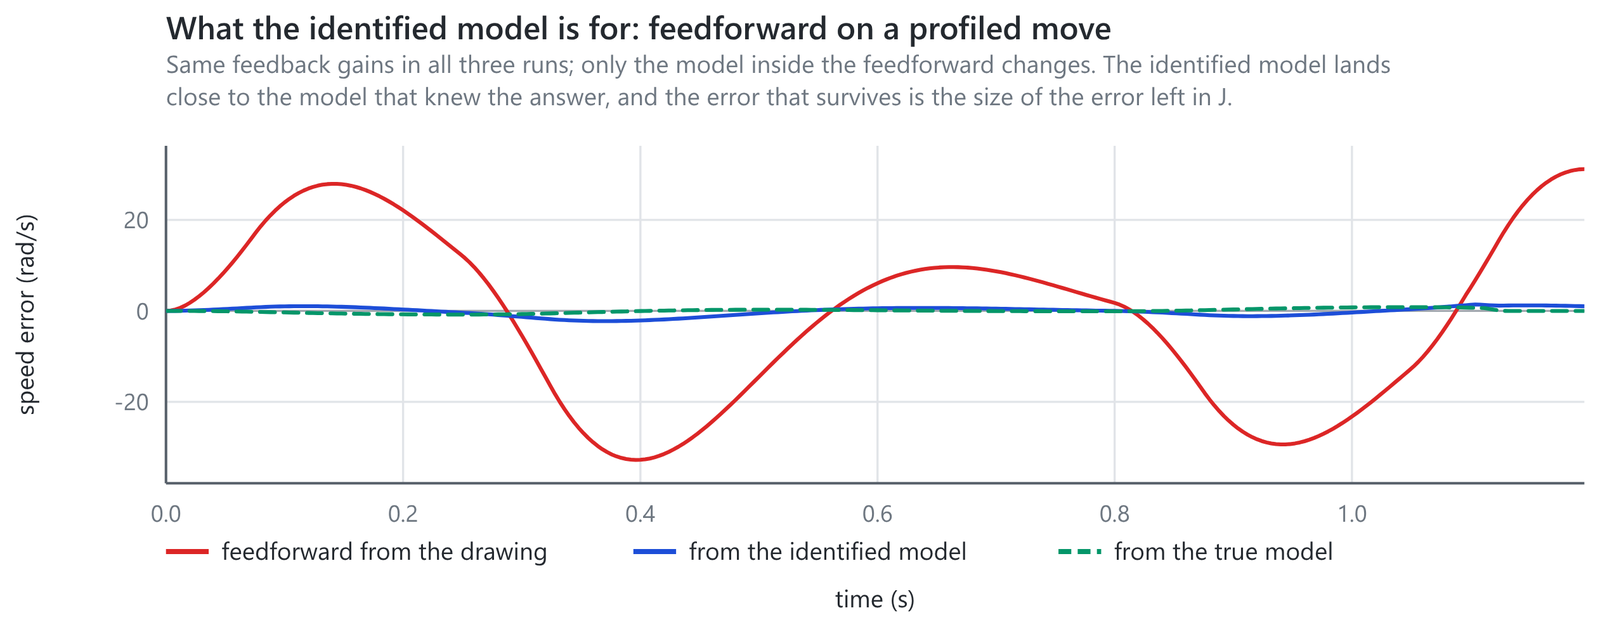 What the identified model is for: feedforward on a profiled move
Same feedback gains in all three runs; only the model inside the feedforward changes. The identified model lands
close to the model that knew the answer, and the error that survives is the size of the error left in J.
speed error (rad/s)
20
0
-20
0.0
0.2
0.4
0.6
0.8
1.0
feedforward from the drawing
from the identified model
from the true model
time (s)